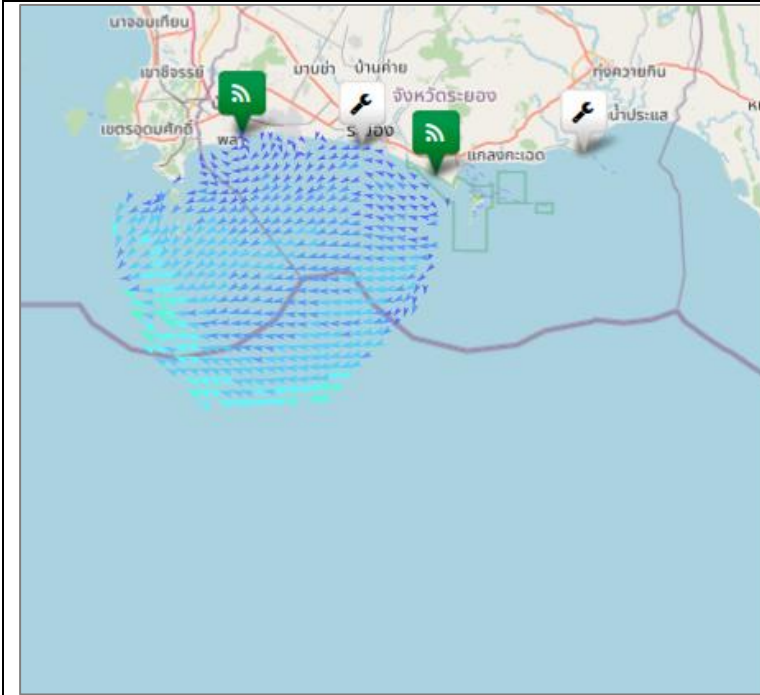 นาจอมเทียน
เขาชีจรรย์
มาบข่า
บ้านค่าย
ทุ่งควายกิน
จังหวัดระยอง
เขตรอดมศักดิ์
พลา
น้ำประแส
แกลงกะเฉด